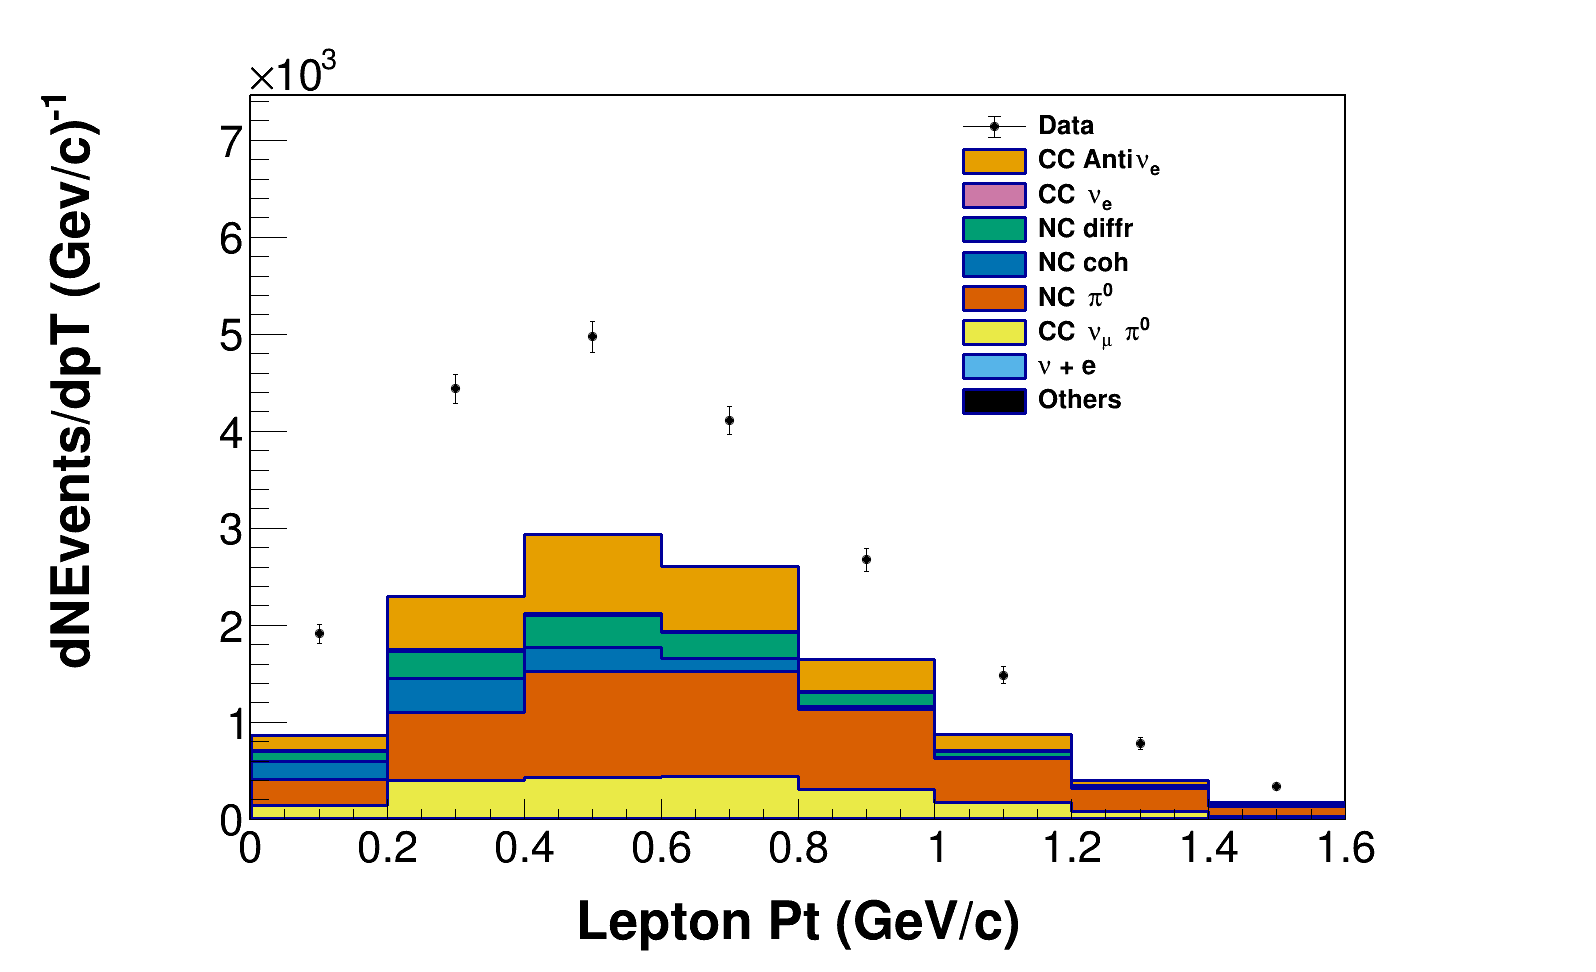 ×10³
dNEvents/dpT (Gev/c)⁻¹
7
6
5
4
3
2
1
0
Data
CC Anti νₑ
CC νₑ
NC diffr
NC coh
NC π⁰
CC ν_μ π⁰
ν + e
Others
0 0.2 0.4 0.6 0.8 1 1.2 1.4 1.6
Lepton Pt (GeV/c)